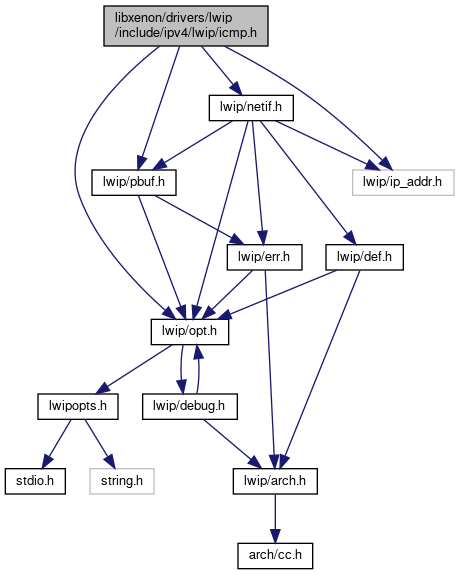 libxenon/drivers/lwip
/include/ipv4/lwip/icmp.h
lwip/netif.h
lwip/pbuf.h
lwip/ip_addr.h
lwip/err.h
lwip/def.h
lwip/opt.h
lwipopts.h
lwip/debug.h
stdio.h
string.h
lwip/arch.h
arch/cc.h